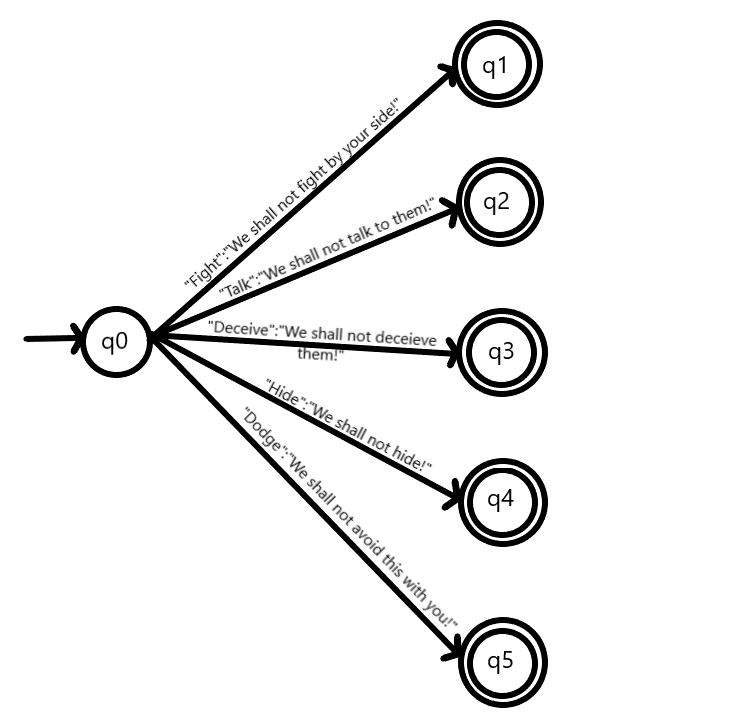 q1
"Fight":"We shall not fight by your side!"
q2
"Talk":"We shall not talk to them!"
q0
"Deceive":"We shall not deceieve
them!"
q3
"Hide":"We shall not hide!"
q4
"Dodge":"We shall not avoid this with you!"
q5